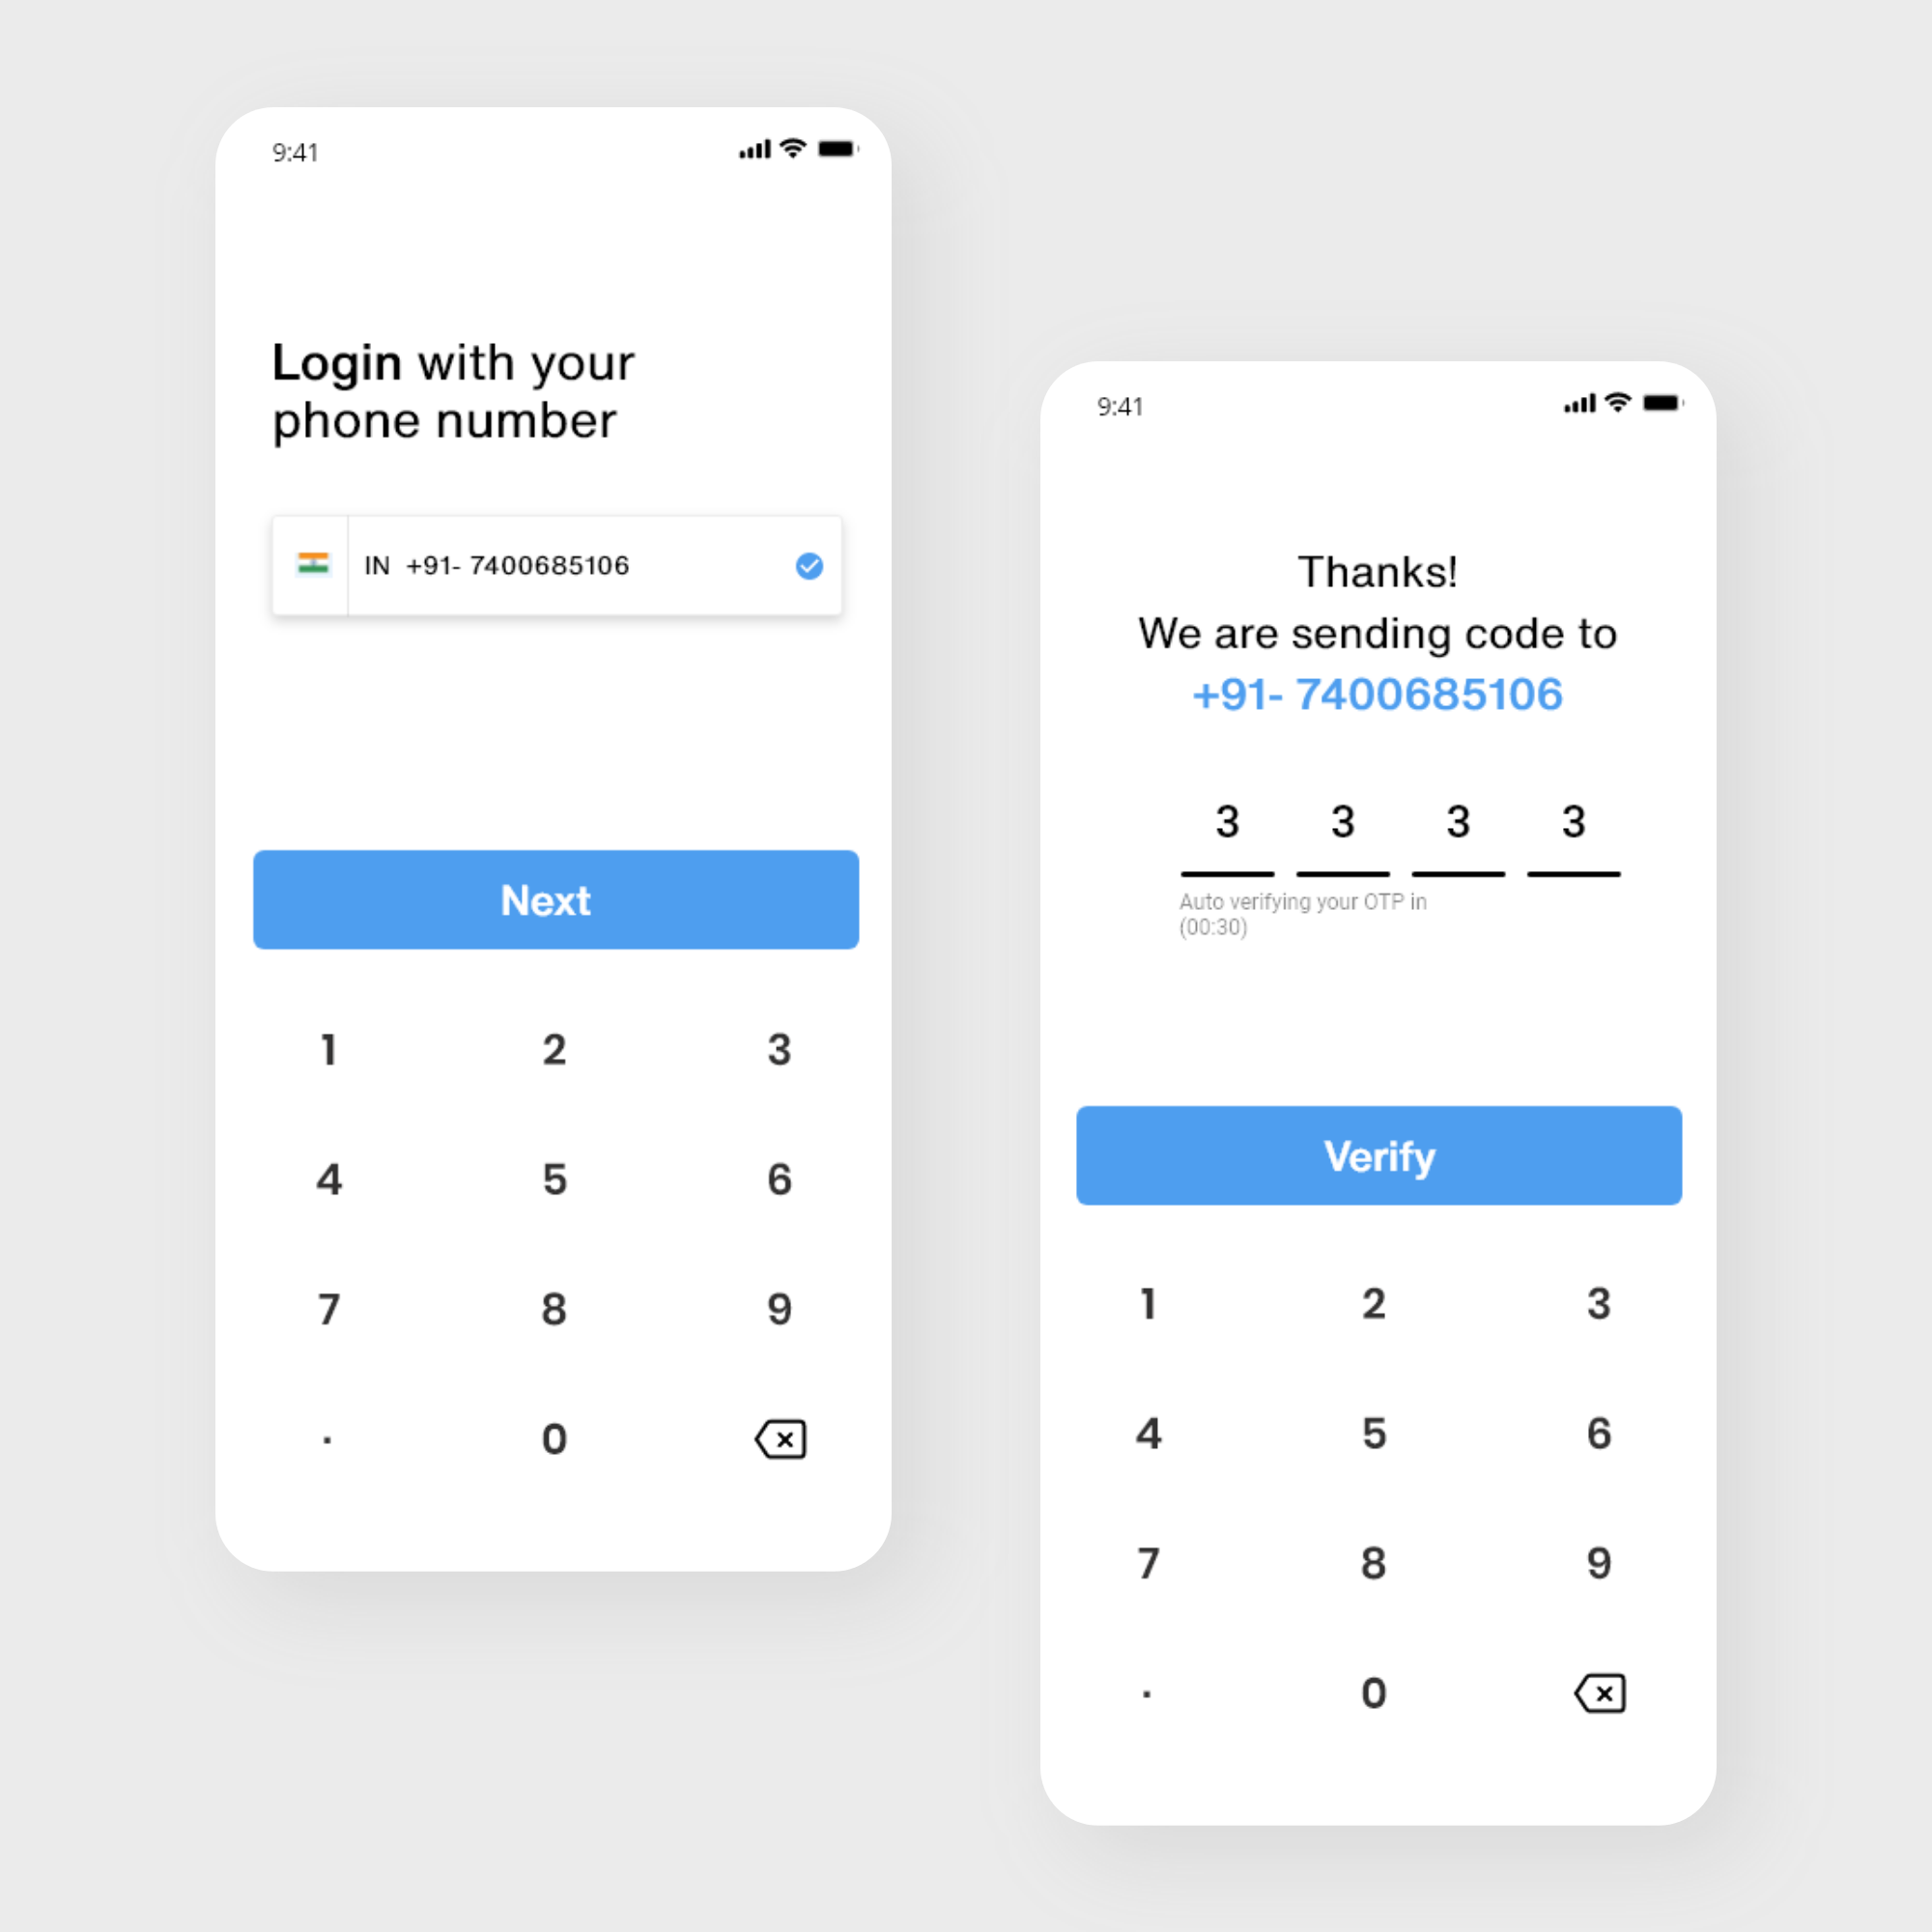 9:41
Login with your
phone number
IN +91- 7400685106
Next
1 2 3
4 5 6
7 8 9
. 0
9:41
Thanks!
We are sending code to
+91- 7400685106
3 3 3 3
Auto verifying your OTP in
(00:30)
Verify
1 2 3
4 5 6
7 8 9
. 0